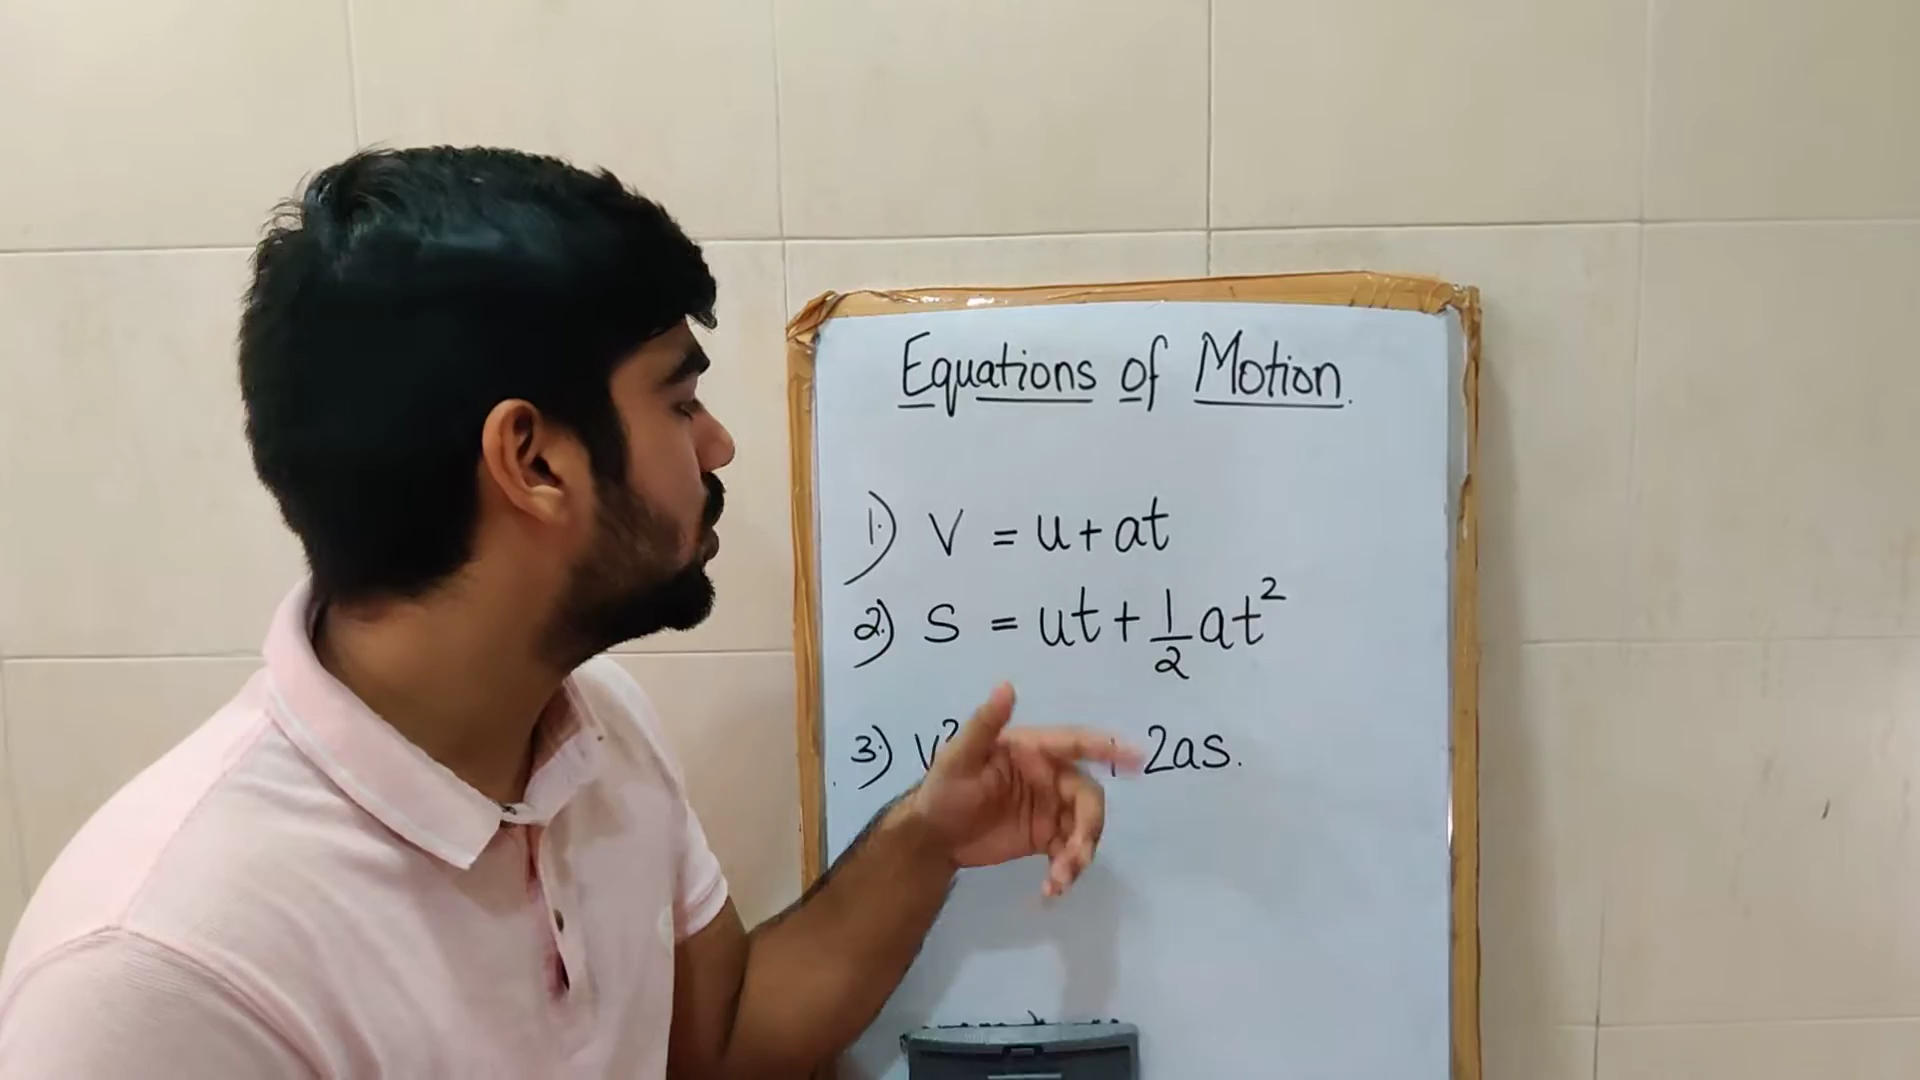 Equations of Motion.
1.) V = u + at
2.) S = ut + 1/2 at²
3.) V² + 2as.